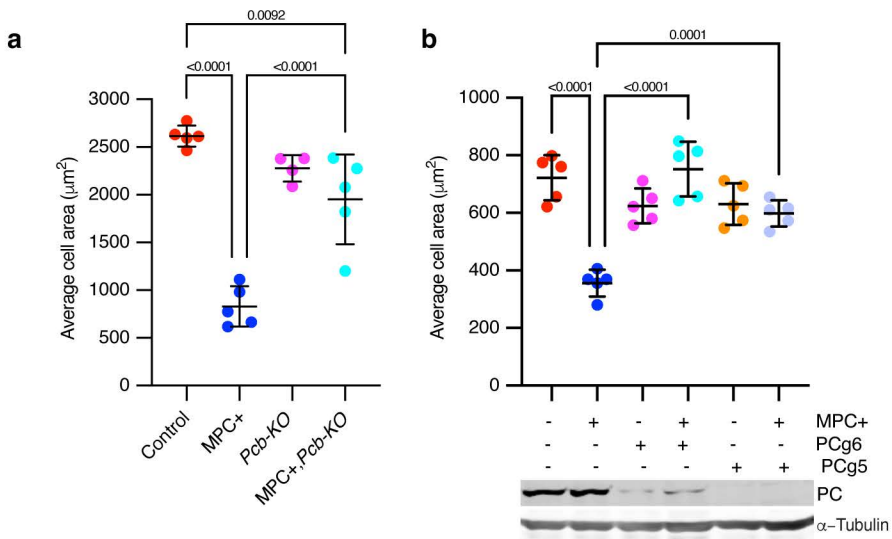 a
0.0092
<0.0001
<0.0001
Average cell area (μm²)
3000
2500
2000
1500
1000
500
0
Control
MPC+
Pcb-KO
MPC+,Pcb-KO
b
0.0001
<0.0001
<0.0001
Average cell area (μm²)
1000
800
600
400
200
0
- + - + - + MPC+
- - + + - - PCg6
- - - - + + PCg5
PC
α-Tubulin